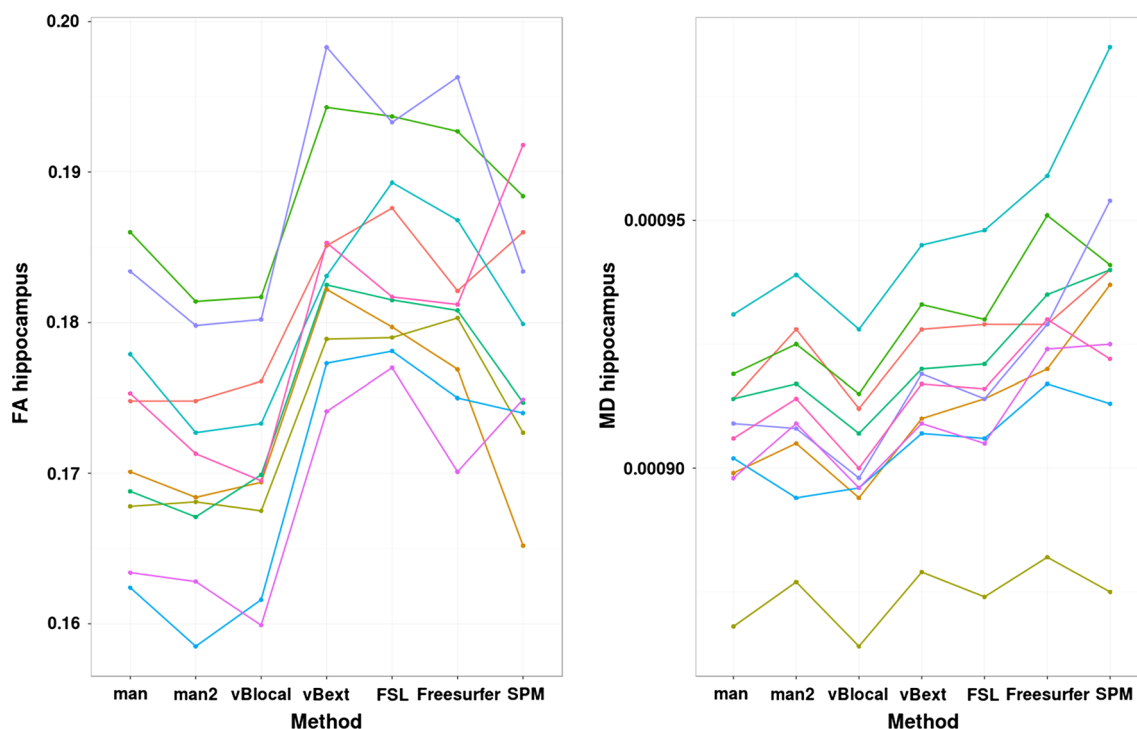 0.20
0.19
0.18
0.17
0.16
FA hippocampus
man man2 vBlocal vBext FSL Freesurfer SPM
Method
0.00095
0.00090
MD hippocampus
man man2 vBlocal vBext FSL Freesurfer SPM
Method